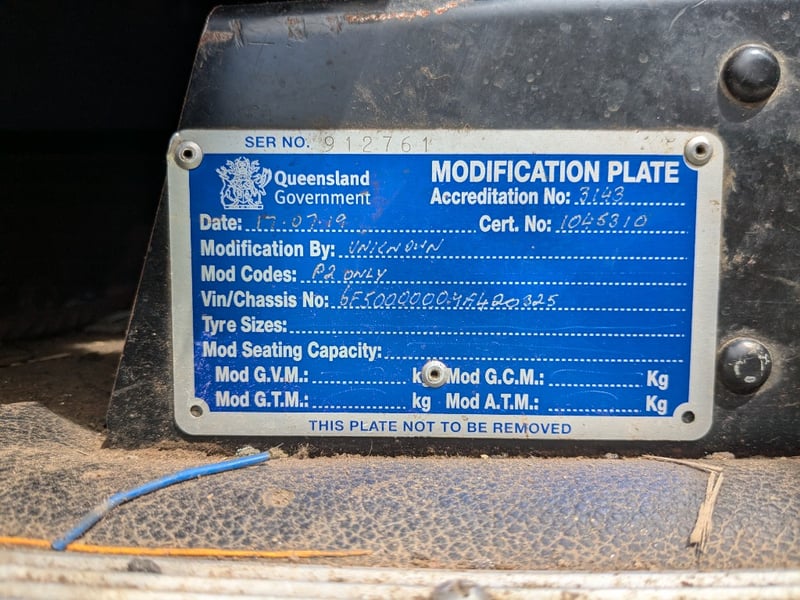 SER NO. 912761
Queensland Government
MODIFICATION PLATE
Accreditation No: 3143
Date: 17-07-19 Cert. No: 1045310
Modification By: UNKNOWN
Mod Codes: P2 ONLY
Vin/Chassis No:
Tyre Sizes:
Mod Seating Capacity:
Mod G.V.M.: kg Mod G.C.M.: Kg
Mod G.T.M.: kg Mod A.T.M.: Kg
THIS PLATE NOT TO BE REMOVED